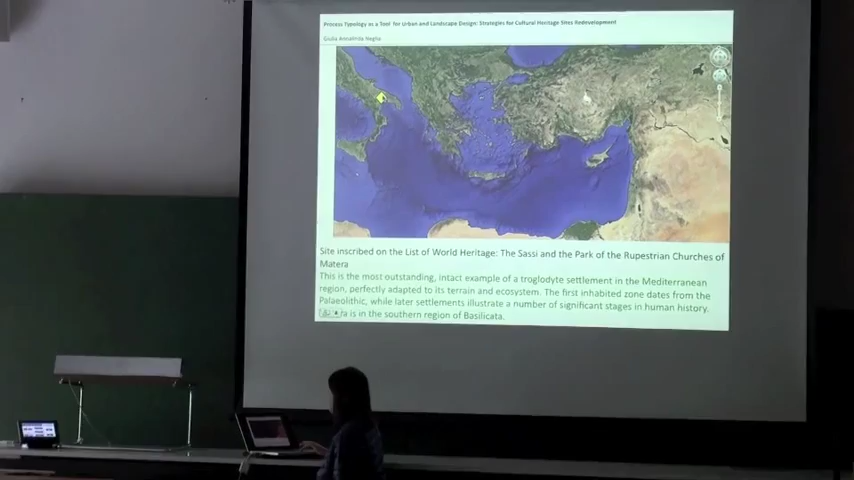 Process Typology as a Tool for Urban and Landscape Design: Strategies for Cultural Heritage Sites Redevelopment
Giulia Annalinda Neglia
Site inscribed on the List of World Heritage: The Sassi and the Park of the Rupestrian Churches of
Matera
This is the most outstanding, intact example of a troglodyte settlement in the Mediterranean
region, perfectly adapted to its terrain and ecosystem. The first inhabited zone dates from the
Palaeolithic, while later settlements illustrate a number of significant stages in human history.
ra is in the southern region of Basilicata.